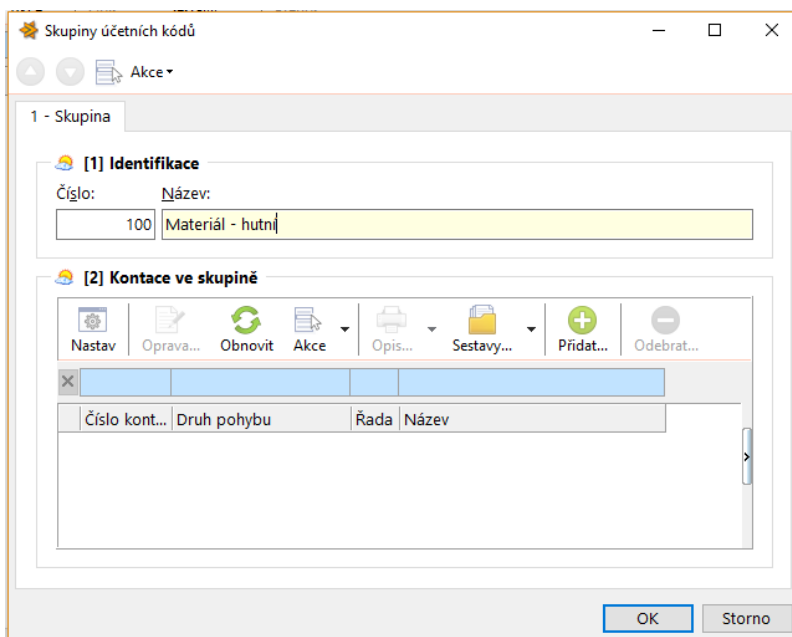 Skupiny účetních kódů
Akce
1 - Skupina
[1] Identifikace
Číslo: Název:
100 Materiál - hutní
[2] Kontace ve skupině
Nastav Oprava... Obnovit Akce Opis... Sestavy... Přidat... Odebrat...
Číslo kont... Druh pohybu Řada Název
OK Storno